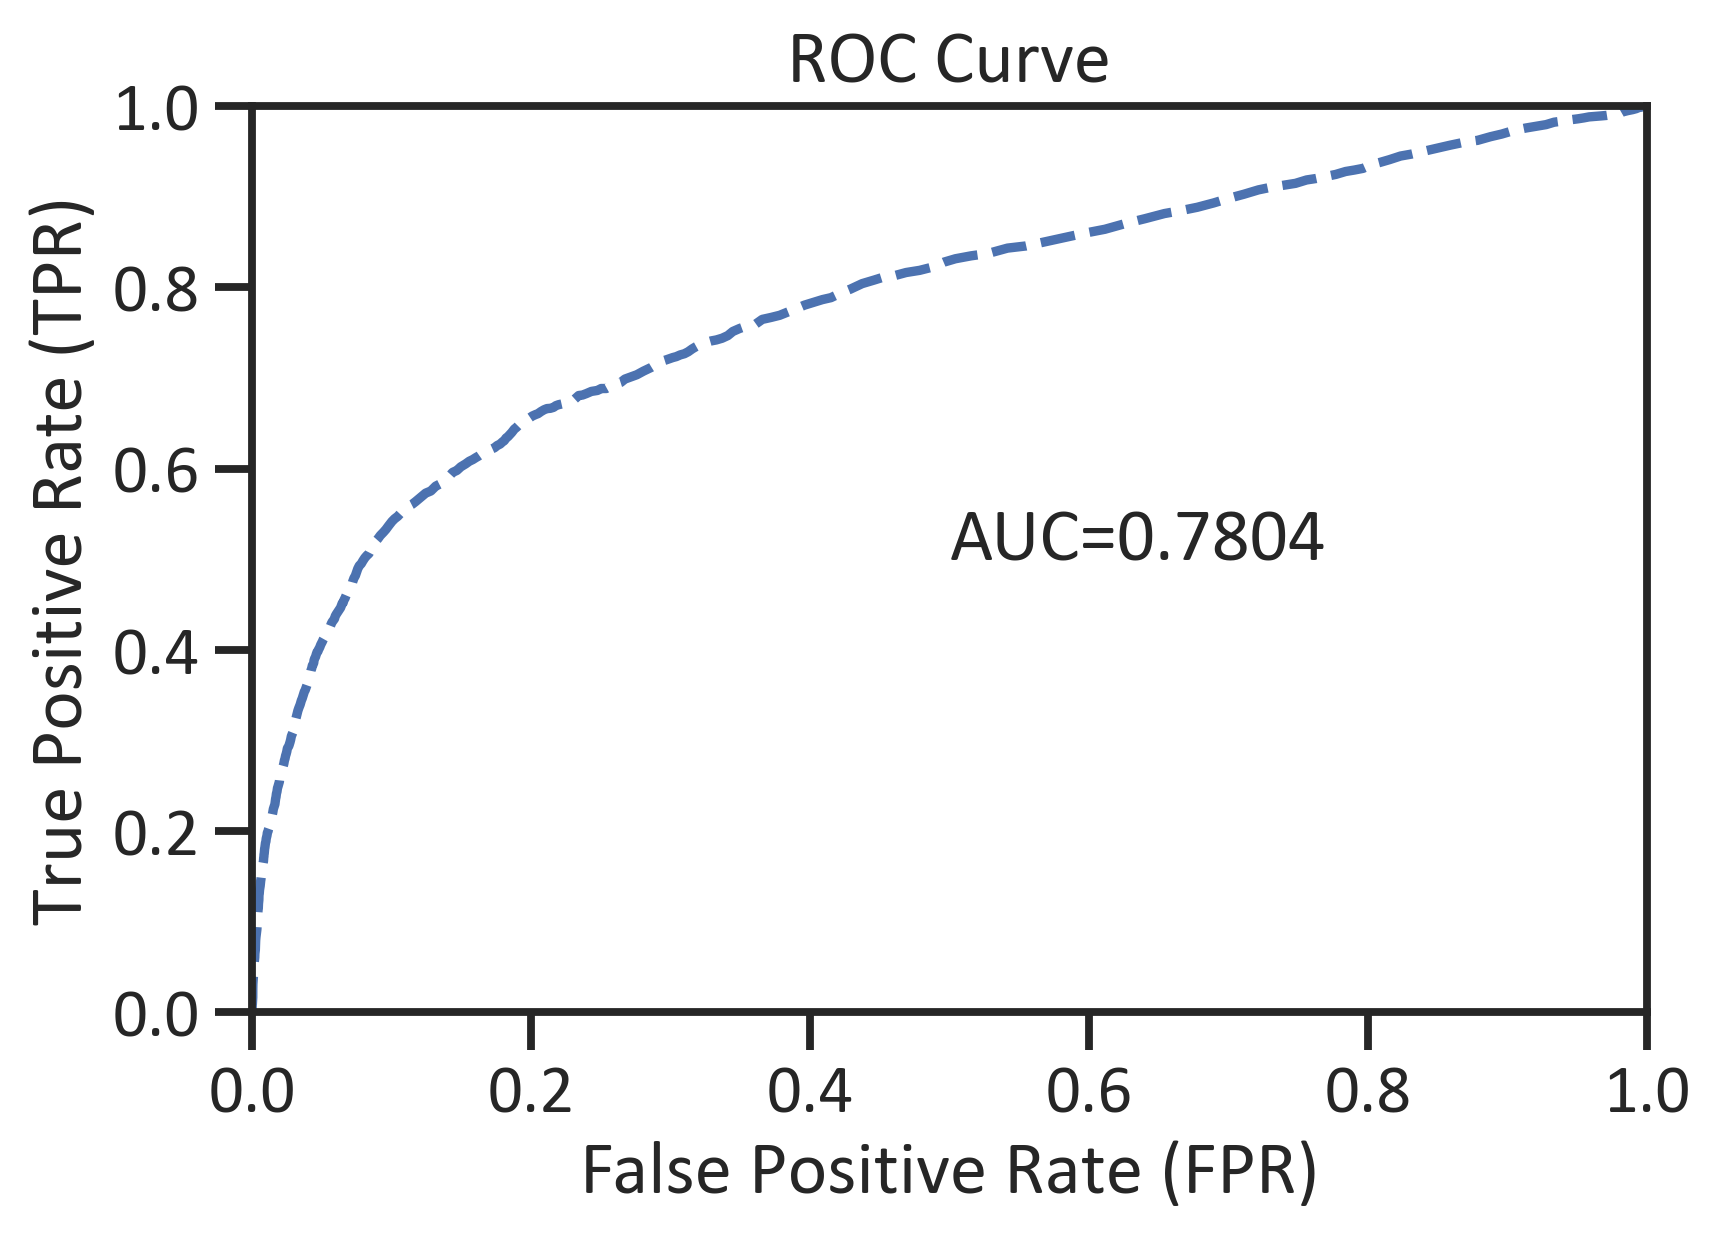 ROC Curve
1.0
0.8
0.6
0.4
0.2
0.0
True Positive Rate (TPR)
AUC=0.7804
0.0 0.2 0.4 0.6 0.8 1.0
False Positive Rate (FPR)